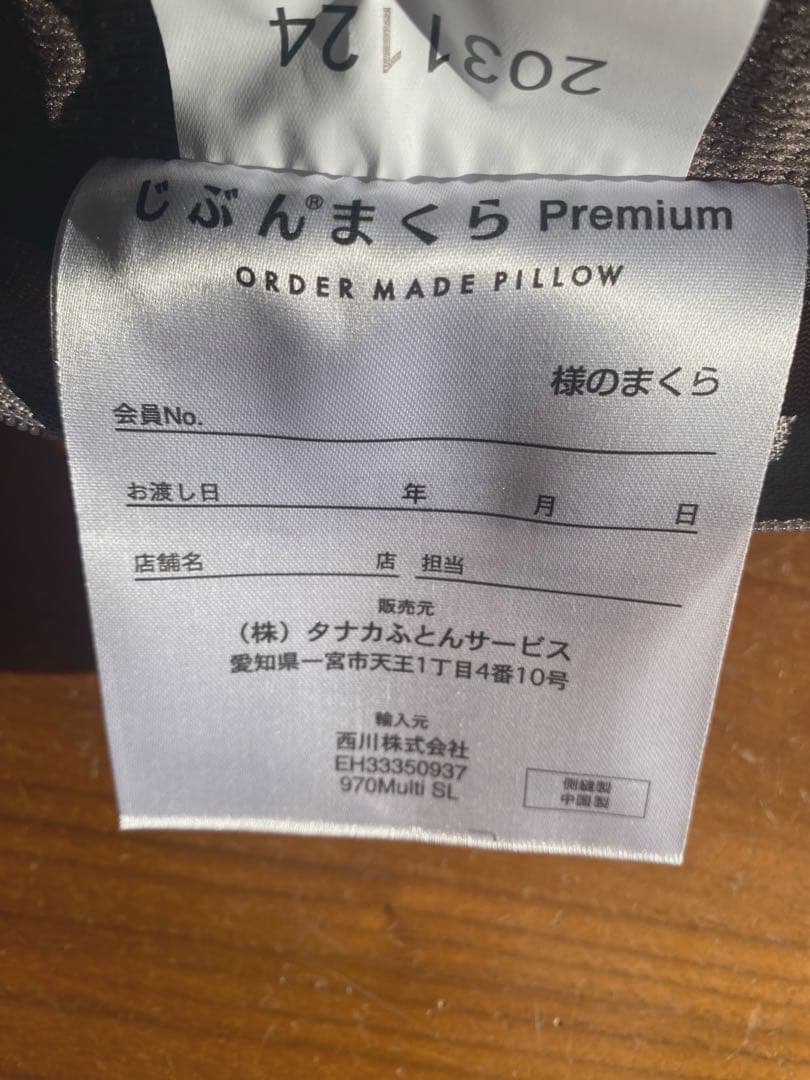 2031124
じぶん®まくら Premium
ORDER MADE PILLOW
様のまくら
会員No.
お渡し日 年 月 日
店舗名 店 担当
販売元
(株)タナカふとんサービス
愛知県一宮市天王1丁目4番10号
輸入元
西川株式会社
EH33350937
970Multi SL
側縫製
中国製